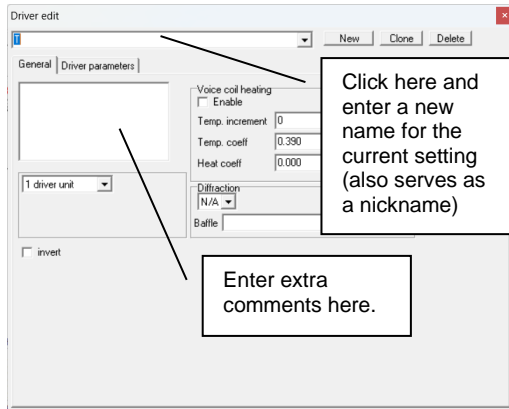 Driver edit
T
New Clone Delete
General Driver parameters
Voice coil heating
Enable
Temp. increment 0
Temp. coeff 0.390
Heat coeff 0.000
1 driver unit
Diffraction
N/A
Baffle
invert
Click here and
enter a new
name for the
current setting
(also serves as
a nickname)
Enter extra
comments here.